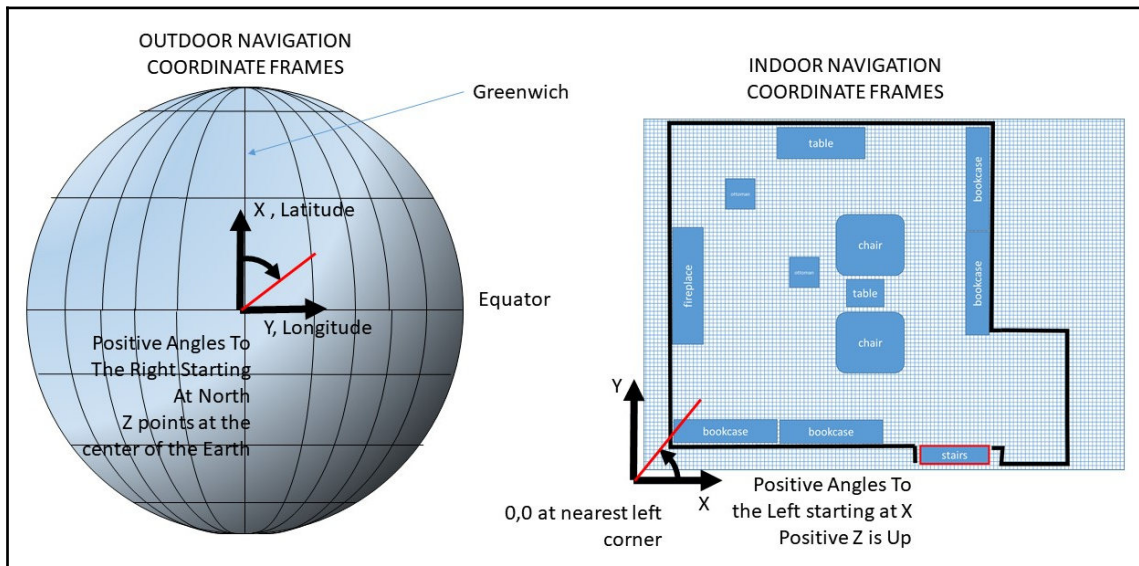 OUTDOOR NAVIGATION
COORDINATE FRAMES
Greenwich
X , Latitude
Equator
Y, Longitude
Positive Angles To
The Right Starting
At North
Z points at the
center of the Earth
INDOOR NAVIGATION
COORDINATE FRAMES
table
bookcase
ottoman
chair
fireplace
ottoman
bookcase
table
chair
Y
bookcase
bookcase
stairs
X
0,0 at nearest left
corner
Positive Angles To
the Left starting at X
Positive Z is Up